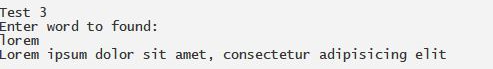 Test 3
Enter word to found:
lorem
Lorem ipsum dolor sit amet, consectetur adipisicing elit